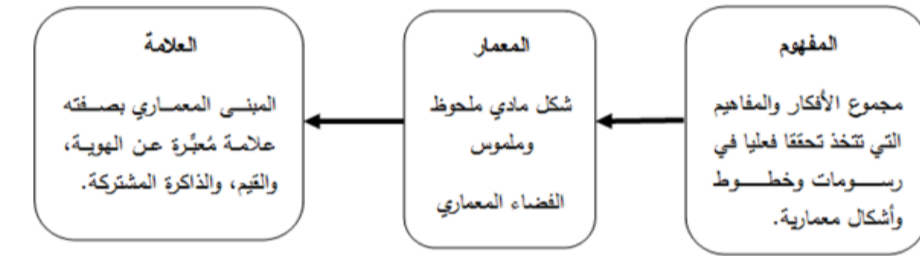 المفهوم
مجموع الأفكار والمفاهيم
التي تتخذ تحققا فعليا في
رسومات وخطوط
وأشكال معمارية.
المعمار
شكل مادي ملحوظ
وملموس
الفضاء المعماري
العلامة
المبنى المعماري بصفته
علامة مُعبِّرة عن الهوية،
والقيم، والذاكرة المشتركة.